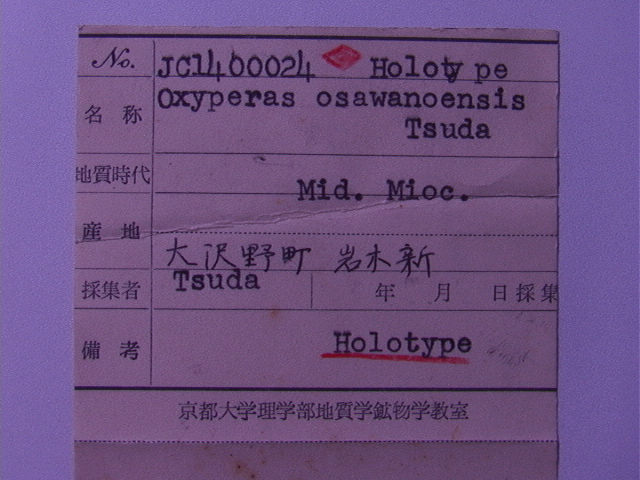 No. JC1400024 Holotype
名称 Oxyperas osawanoensis
Tsuda
地質時代 Mid. Mioc.
産地 大沢野町 岩木新
採集者 Tsuda 年 月 日採集
備考 Holotype
京都大学理学部地質学鉱物学教室